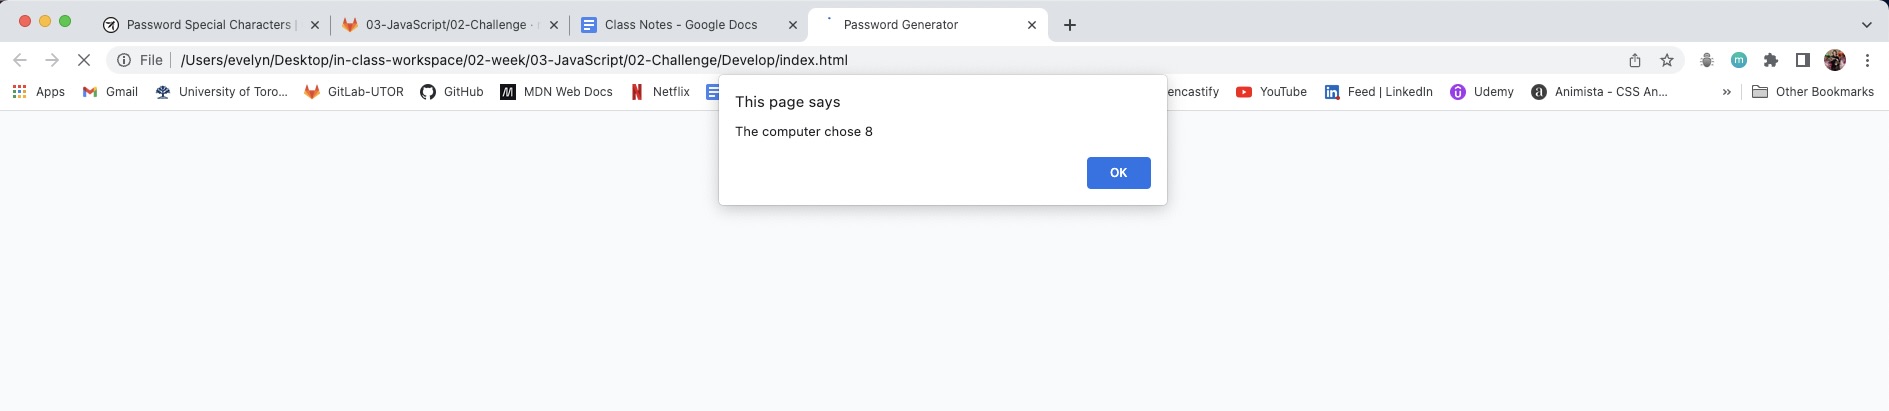 Password Special Characters |
03-JavaScript/02-Challenge ·
Class Notes - Google Docs
Password Generator
File | /Users/evelyn/Desktop/in-class-workspace/02-week/03-JavaScript/02-Challenge/Develop/index.html
m
Apps Gmail University of Toro... GitLab-UTOR GitHub MDN Web Docs Netflix encastify YouTube Feed | LinkedIn Udemy Animista - CSS An... » Other Bookmarks
This page says
The computer chose 8
OK